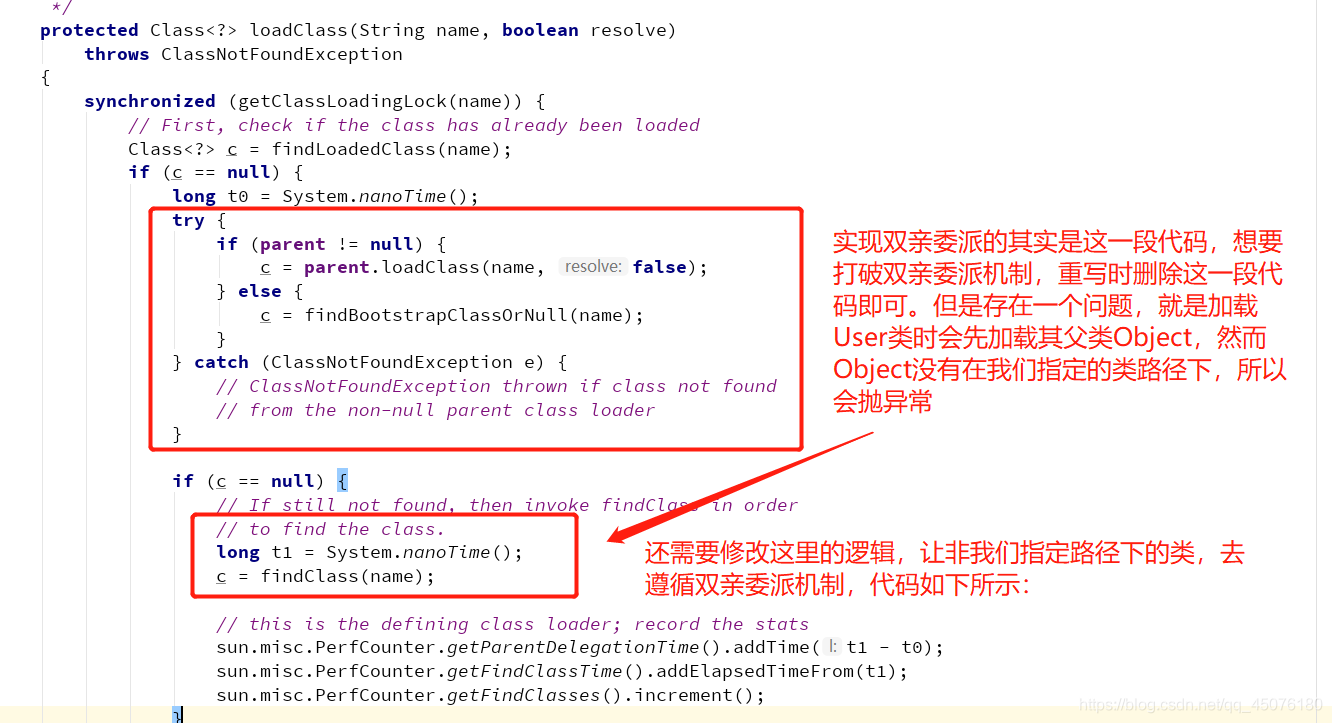 */
protected Class<?> loadClass(String name, boolean resolve)
throws ClassNotFoundException
{
synchronized (getClassLoadingLock(name)) {
// First, check if the class has already been loaded
Class<?> c = findLoadedClass(name);
if (c == null) {
long t0 = System.nanoTime();
try {
if (parent != null) {
c = parent.loadClass(name, resolve: false);
} else {
c = findBootstrapClassOrNull(name);
}
} catch (ClassNotFoundException e) {
// ClassNotFoundException thrown if class not found
// from the non-null parent class loader
}
实现双亲委派的其实是这一段代码，想要
打破双亲委派机制，重写时删除这一段代
码即可。但是存在一个问题，就是加载
User类时会先加载其父类Object，然而
Object没有在我们指定的类路径下，所以
会抛异常
if (c == null) {
// If still not found, then invoke findClass in order
// to find the class.
long t1 = System.nanoTime();
c = findClass(name);
还需要修改这里的逻辑，让非我们指定路径下的类，去
遵循双亲委派机制，代码如下所示：
// this is the defining class loader; record the stats
sun.misc.PerfCounter.getParentDelegationTime().addTime( l: t1 - t0);
sun.misc.PerfCounter.getFindClassTime().addElapsedTimeFrom(t1);
sun.misc.PerfCounter.getFindClasses().increment();
}
https://blog.csdn.net/qq_45076180